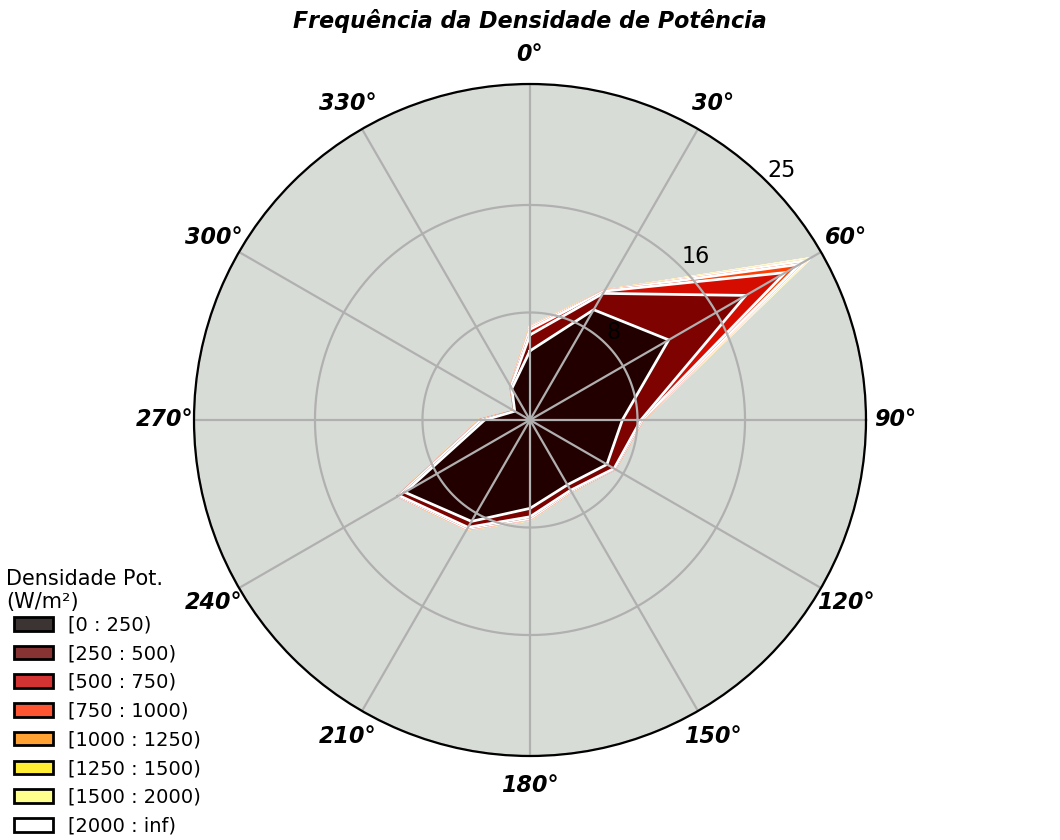 Frequência da Densidade de Potência
0°
330°
30°
25
300°
60°
16
8
270°
90°
240°
120°
210°
150°
180°
Densidade Pot.
(W/m²)
[0 : 250)
[250 : 500)
[500 : 750)
[750 : 1000)
[1000 : 1250)
[1250 : 1500)
[1500 : 2000)
[2000 : inf)